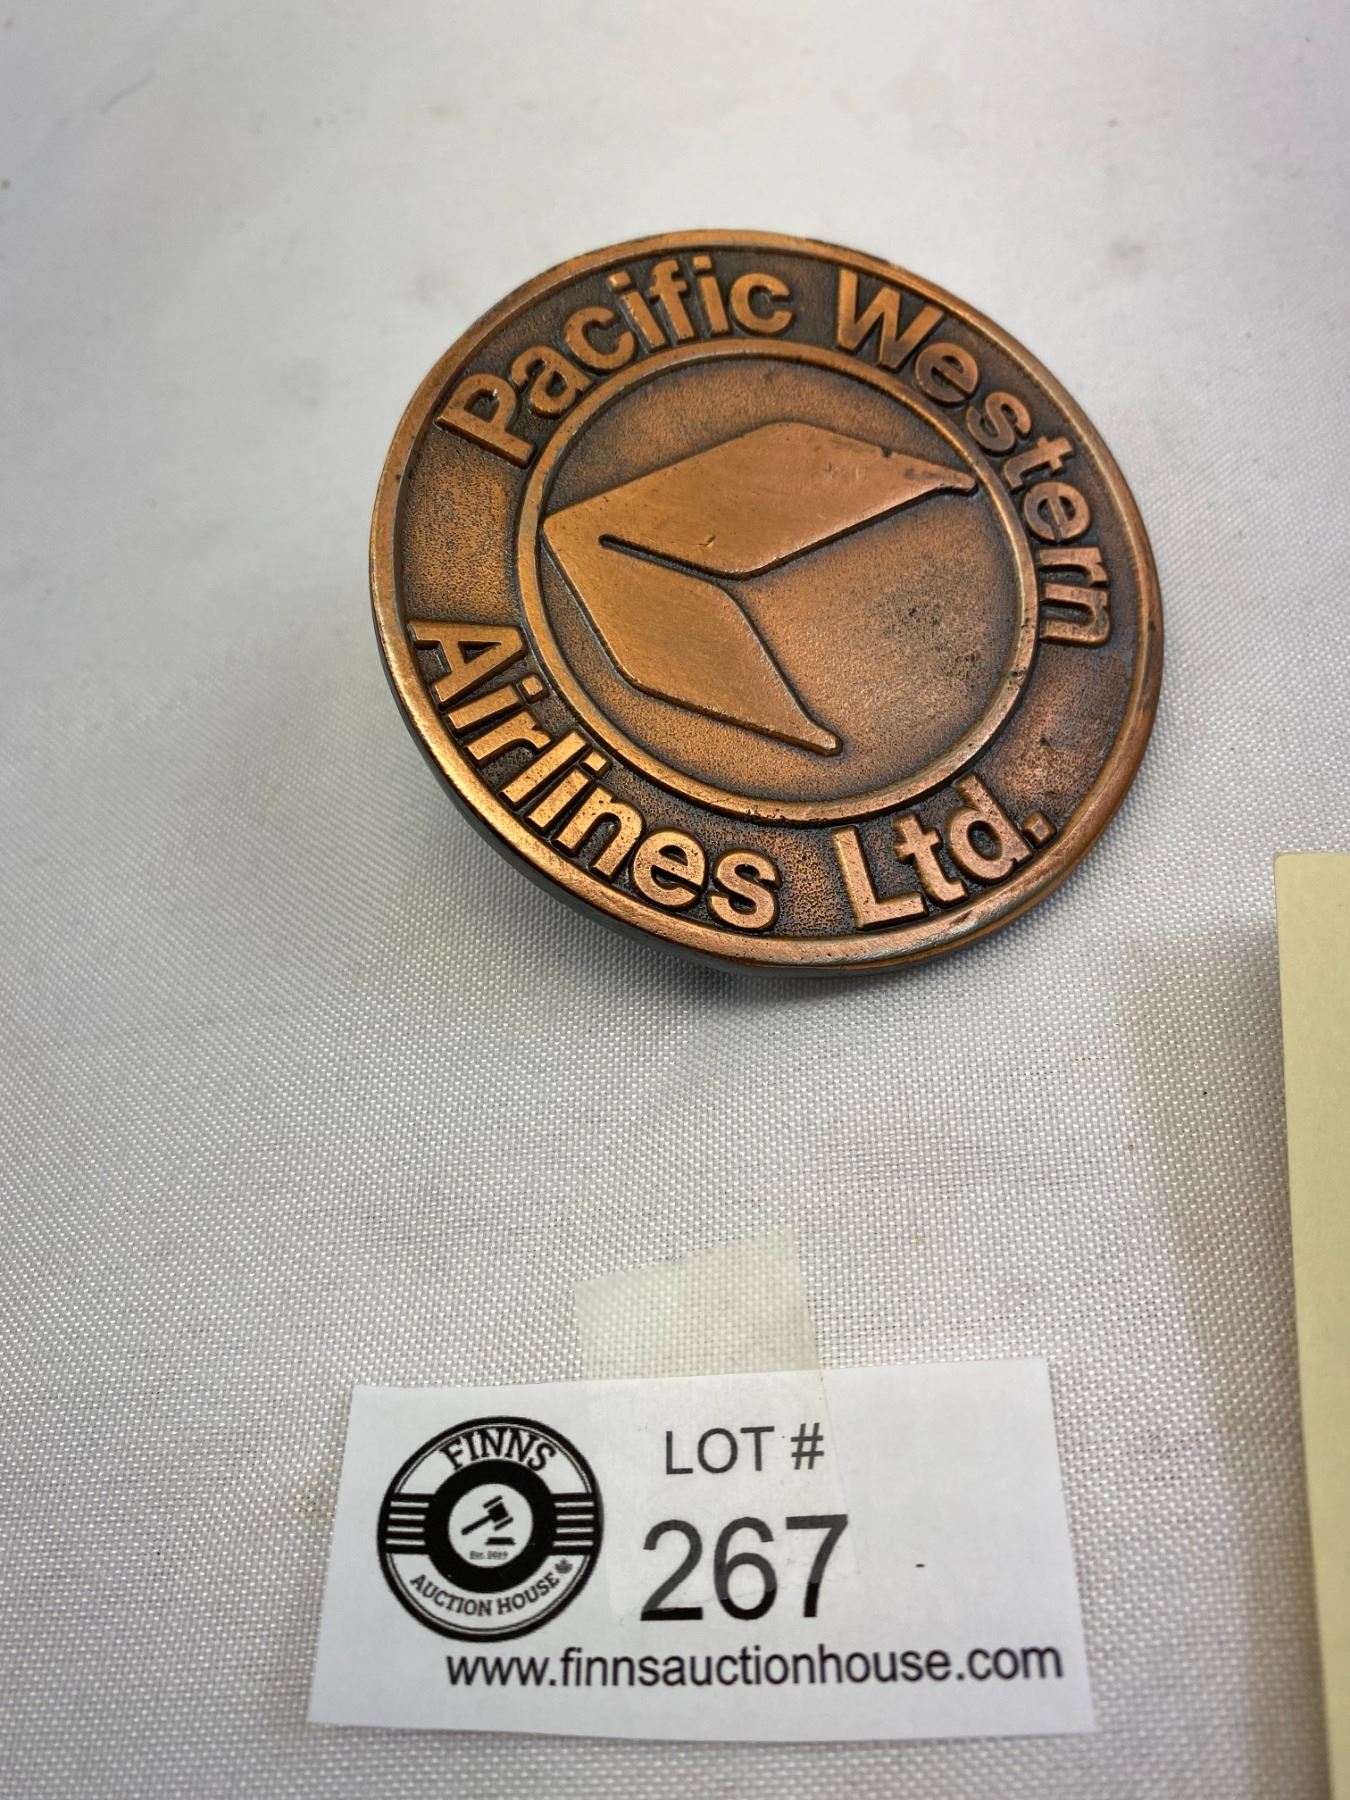 Pacific Western
Airlines Ltd.
FINNS
Est. 2019
AUCTION HOUSE
LOT #
267
www.finnsauctionhouse.com